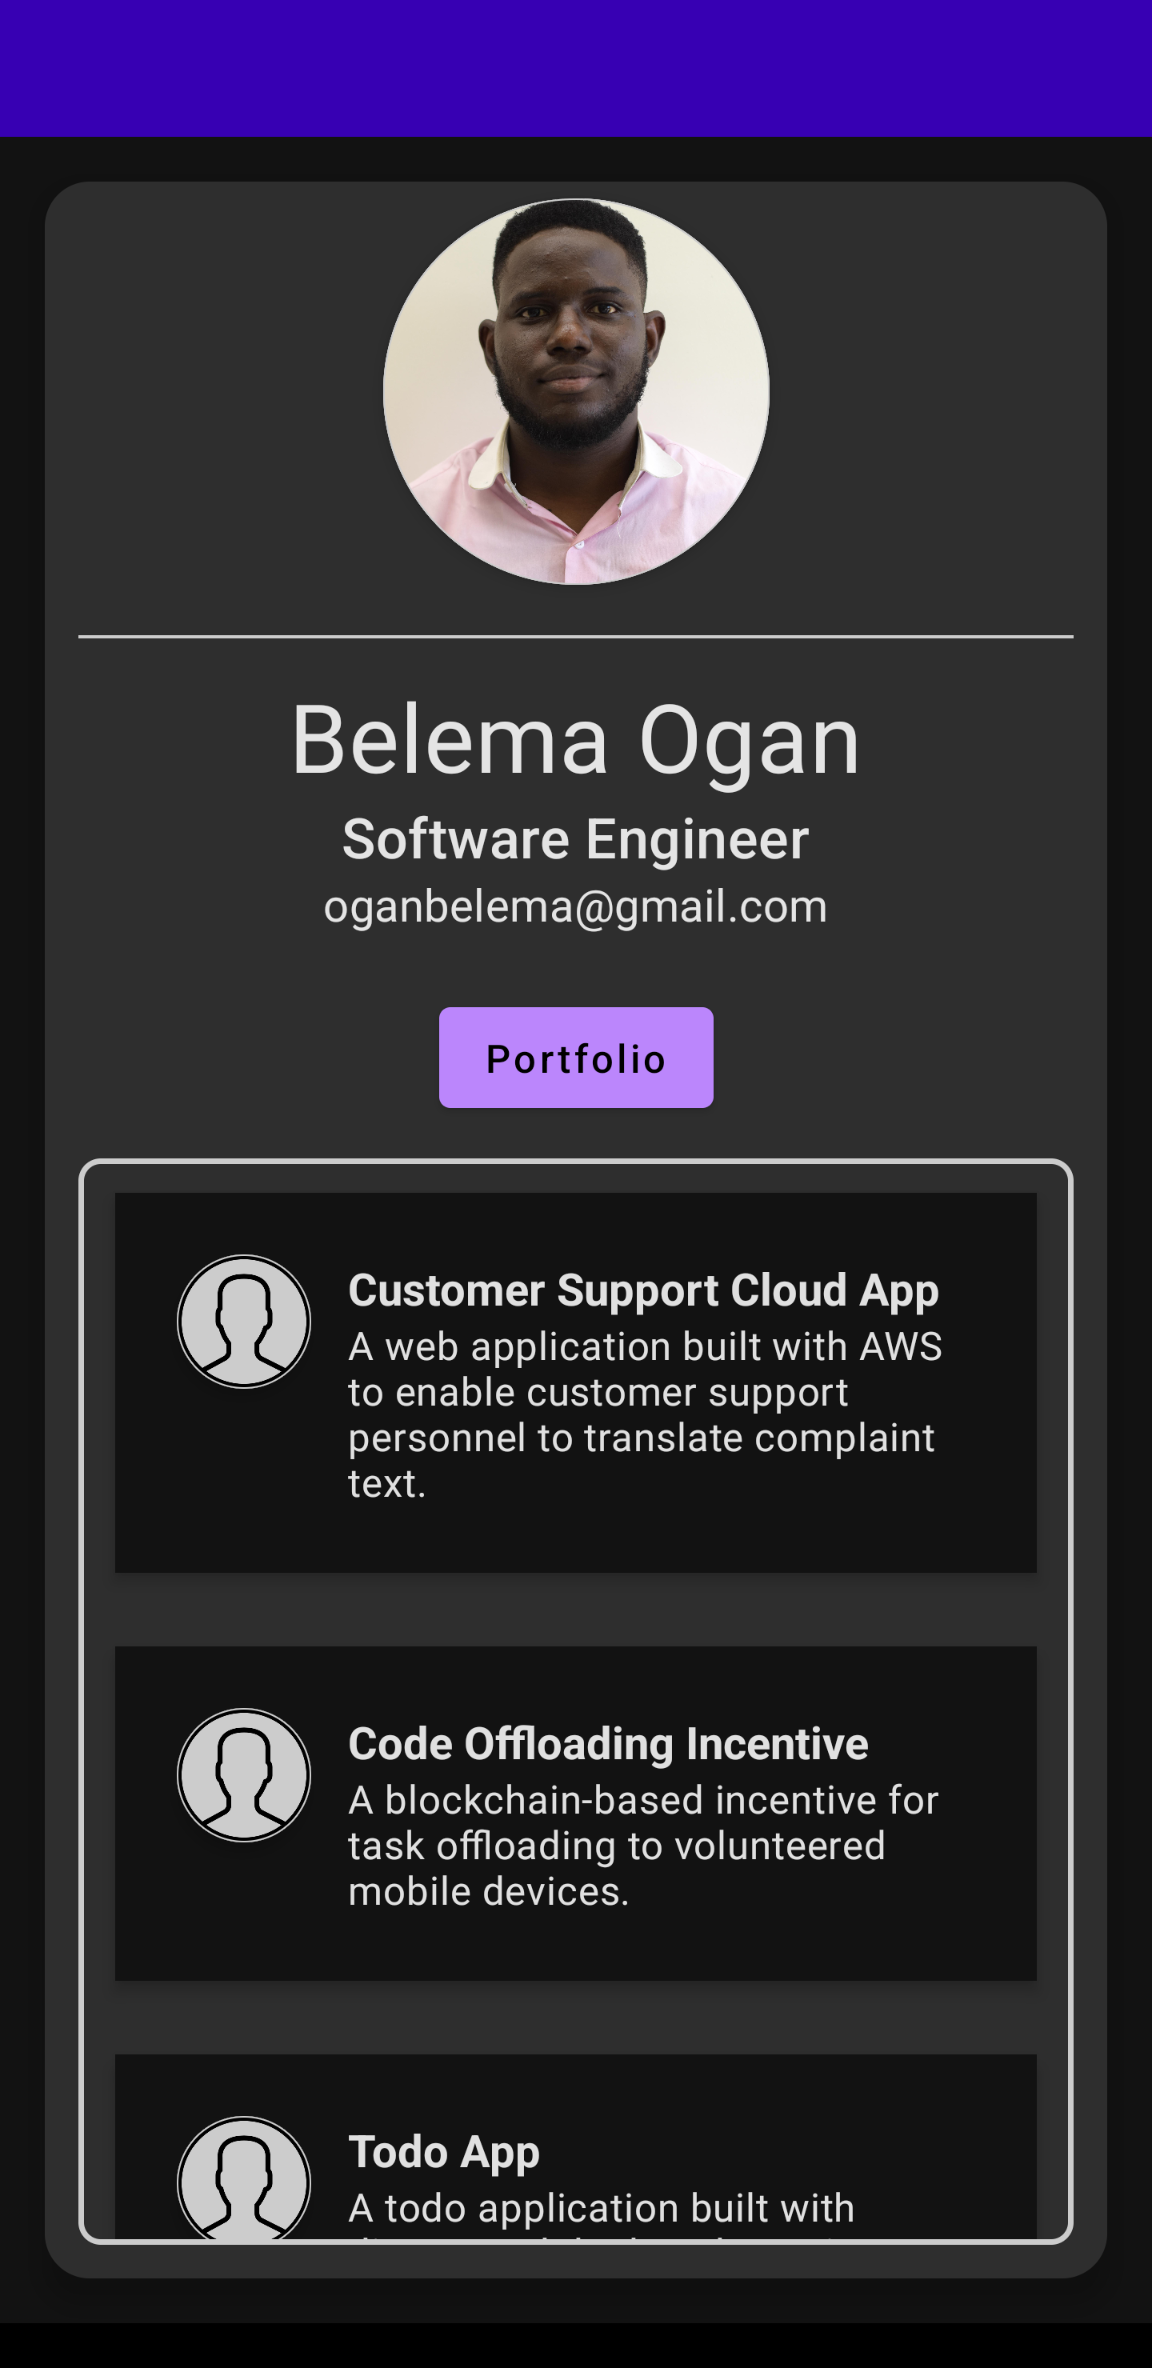 Belema Ogan
Software Engineer
oganbelema@gmail.com
Portfolio
Customer Support Cloud App
A web application built with AWS
to enable customer support
personnel to translate complaint
text.
Code Offloading Incentive
A blockchain-based incentive for
task offloading to volunteered
mobile devices.
Todo App
A todo application built with